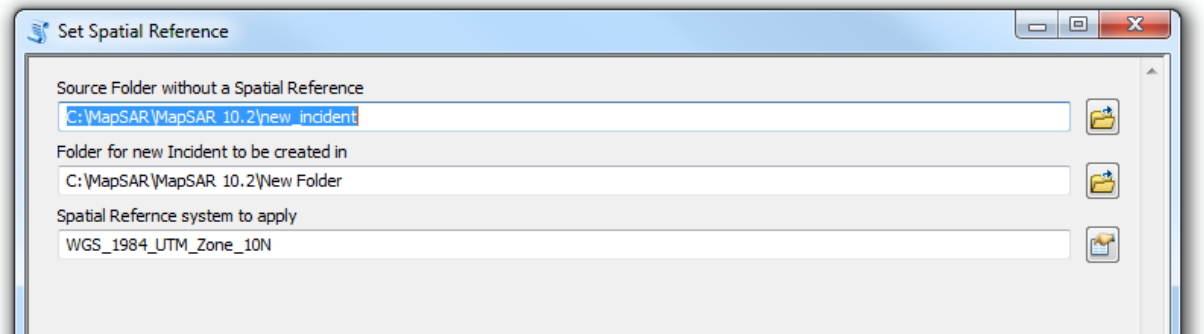 Set Spatial Reference
Source Folder without a Spatial Reference
C:\MapSAR\MapSAR 10.2\new_incident
Folder for new Incident to be created in
C:\MapSAR\MapSAR 10.2\New Folder
Spatial Refernce system to apply
WGS_1984_UTM_Zone_10N